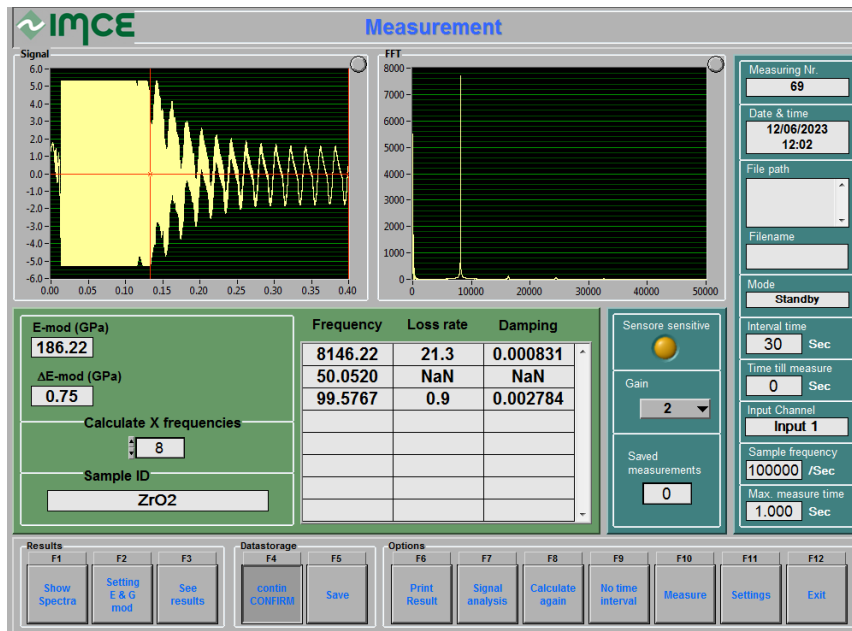 IMCE
Measurement
Signal
6.0
5.0
4.0
3.0
2.0
1.0
0.0
-1.0
-2.0
-3.0
-4.0
-5.0
-6.0
0.00 0.05 0.10 0.15 0.20 0.25 0.30 0.35 0.40
FFT
8000
7000
6000
5000
4000
3000
2000
1000
0
0 10000 20000 30000 40000 50000
Measuring Nr.
69
Date & time
12/06/2023
12:02
File path
Filename
Mode
Standby
Interval time
30 Sec
Time till measure
0 Sec
Input Channel
Input 1
Sample frequency
100000 /Sec
Max. measure time
1.000 Sec
E-mod (GPa)
186.22
ΔE-mod (GPa)
0.75
Calculate X frequencies
8
Sample ID
ZrO2
Frequency Loss rate Damping
8146.22 21.3 0.000831
50.0520 NaN NaN
99.5767 0.9 0.002784
Sensore sensitive
Gain
2
Saved
measurements
0
Results
F1 F2 F3
Show
Spectra
Setting
E & G
mod
See
results
Datastorage
F4 F5
contin
CONFIRM
Save
Options
F6 F7 F8 F9 F10 F11 F12
Print
Result
Signal
analysis
Calculate
again
No time
interval
Measure
Settings
Exit